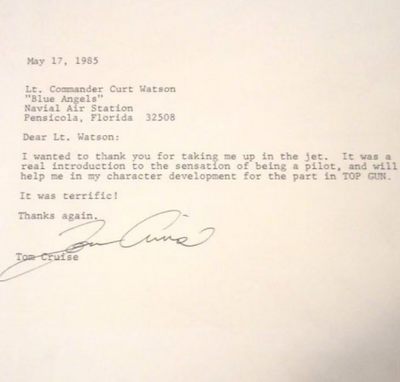 May 17, 1985
Lt. Commander Curt Watson
"Blue Angels"
Navial Air Station
Pensicola, Florida 32508
Dear Lt. Watson:
I wanted to thank you for taking me up in the jet. It was a
real introduction to the sensation of being a pilot, and will
help me in my character development for the part in TOP GUN.
It was terrific!
Thanks again.
Tom Cruise
Tom Cruise